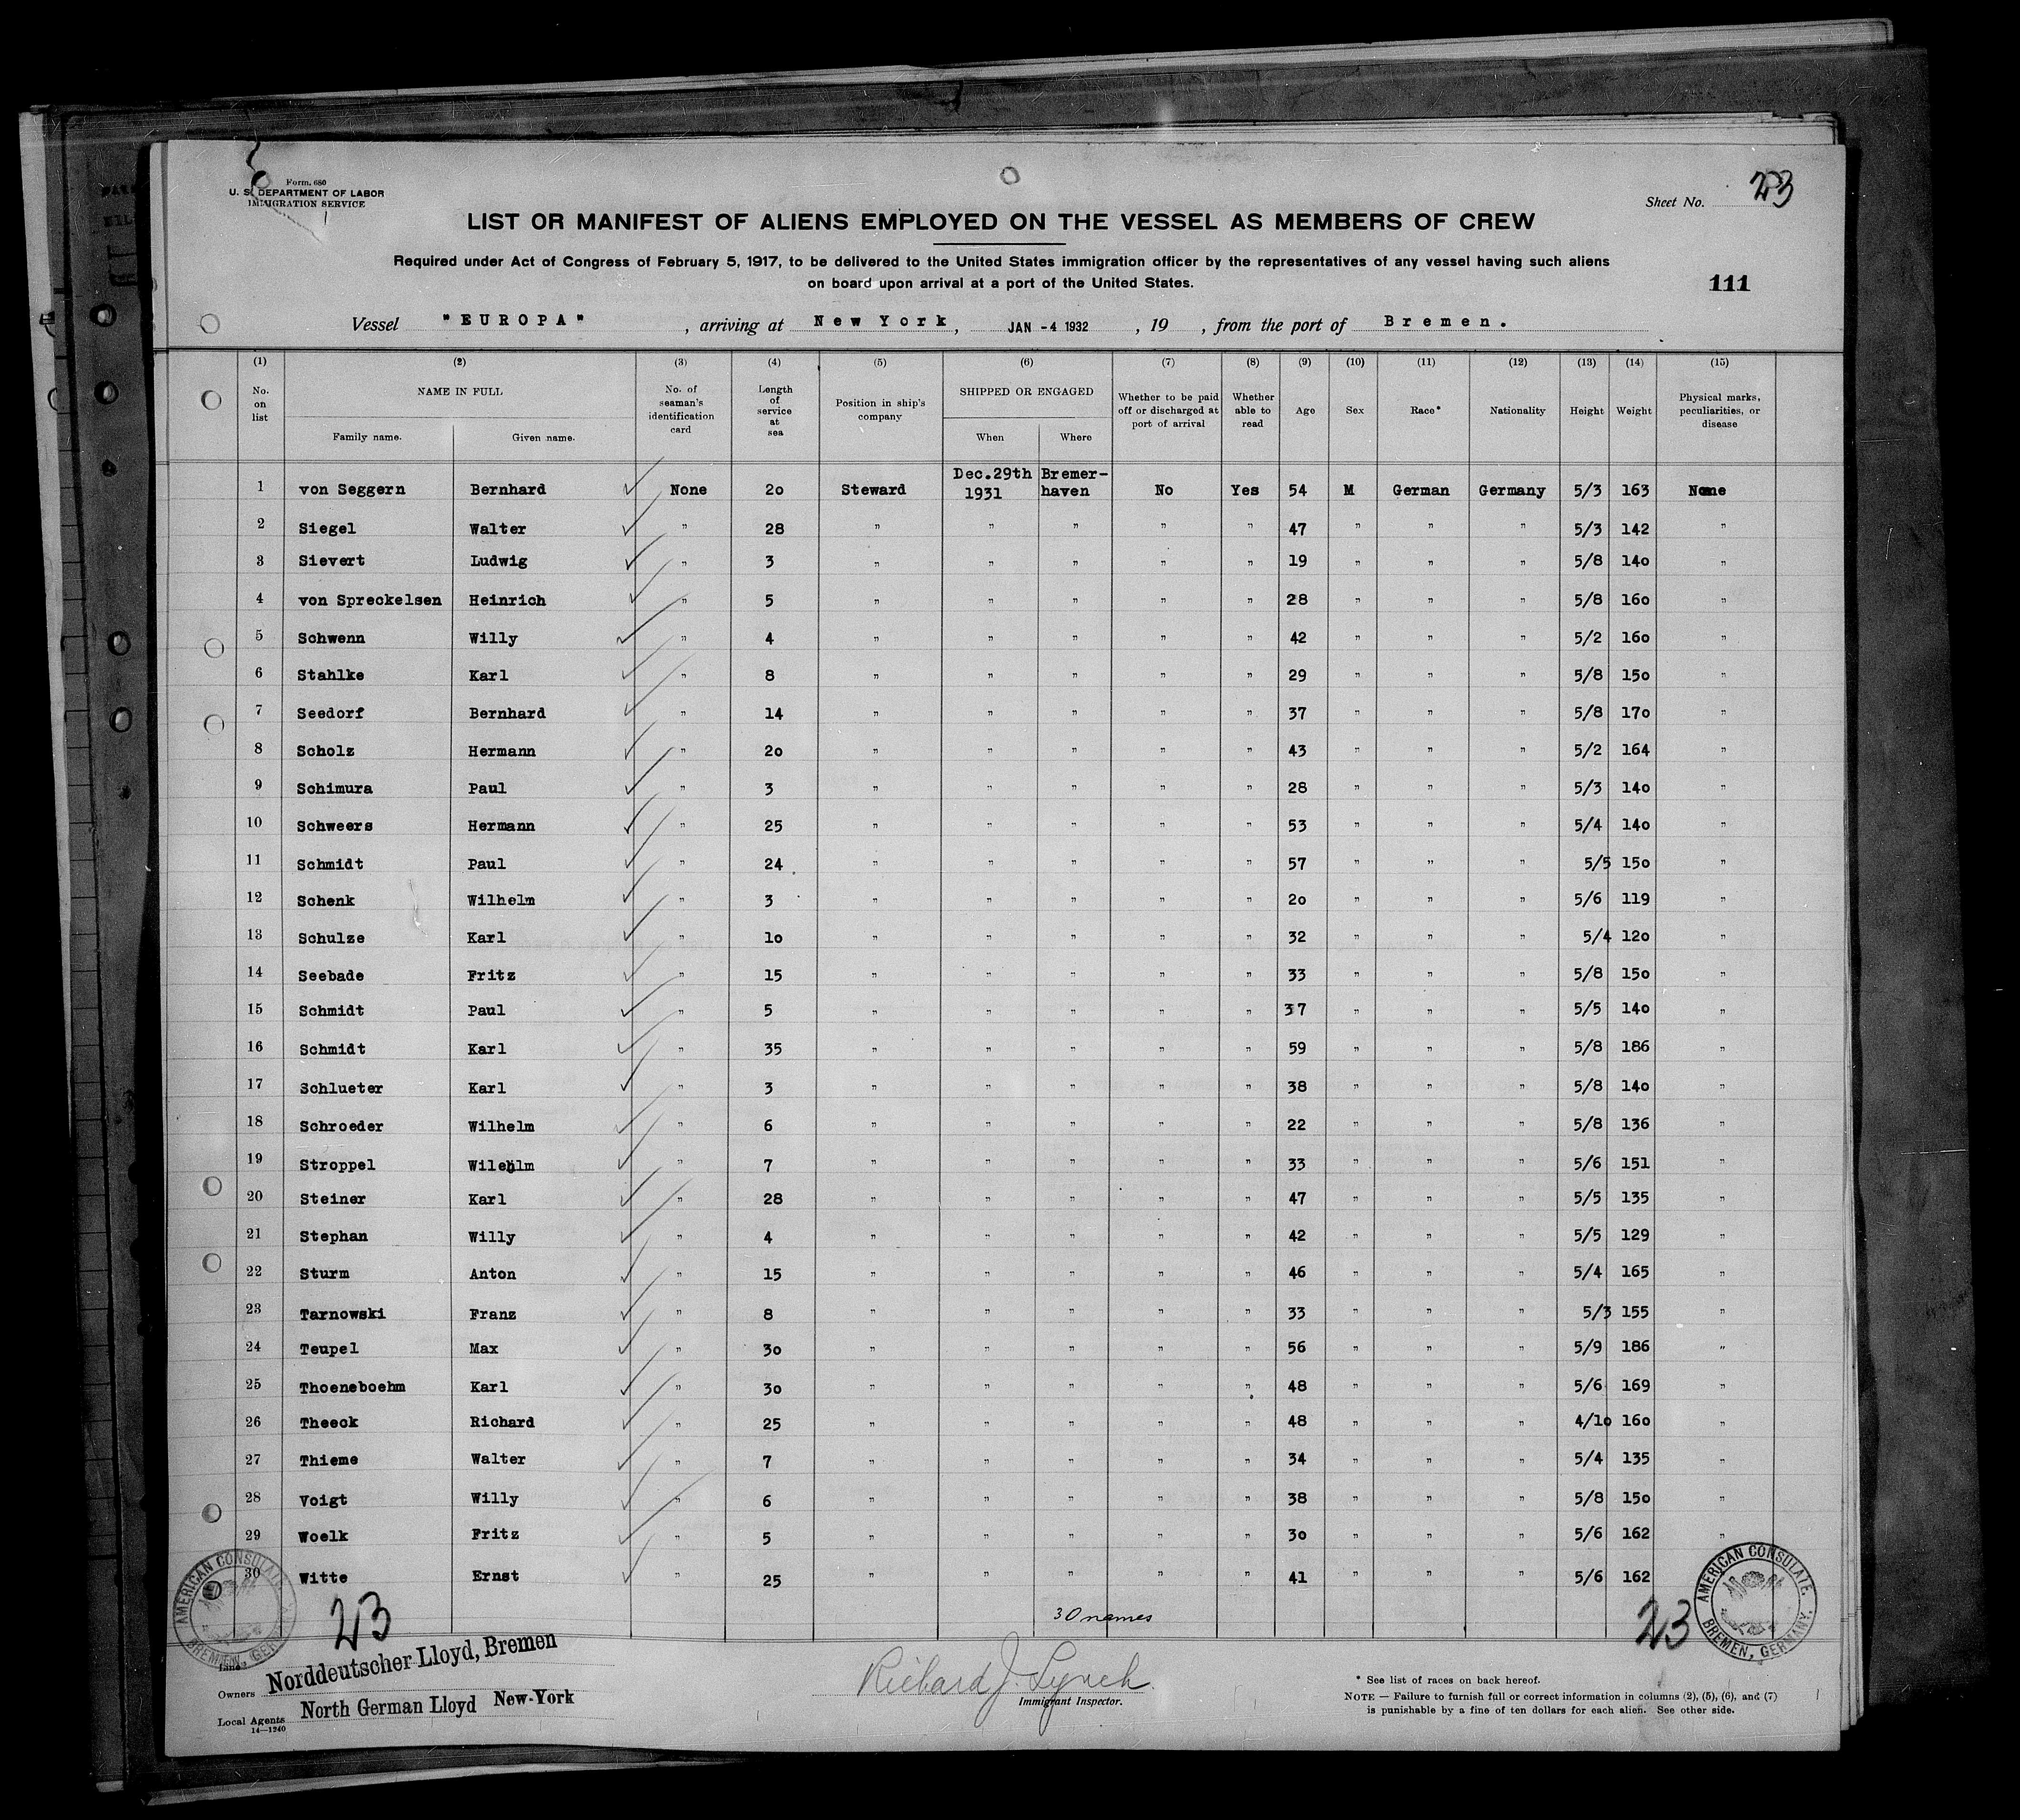 Form. 680
U. S. DEPARTMENT OF LABOR
IMMIGRATION SERVICE
Sheet No. 23
LIST OR MANIFEST OF ALIENS EMPLOYED ON THE VESSEL AS MEMBERS OF CREW
Required under Act of Congress of February 5, 1917, to be delivered to the United States immigration officer by the representatives of any vessel having such aliens
on board upon arrival at a port of the United States.
111
Vessel "EUROPA", arriving at New York, JAN -4 1932, 19 , from the port of Bremen.
(1) (2) (3) (4) (5) (6) (7) (8) (9) (10) (11) (12) (13) (14) (15)
No. on list NAME IN FULL Family name. Given name. No. of seaman's identification card Length of service at sea Position in ship's company SHIPPED OR ENGAGED When Where Whether to be paid off or discharged at port of arrival Whether able to read Age Sex Race* Nationality Height Weight Physical marks, peculiarities, or disease
1 von Seggern Bernhard None 20 Steward Dec.29th 1931 Bremer-haven No Yes 54 M German Germany 5/3 163 None
2 Siegel Walter " 28 " " " " " 47 " " " 5/3 142 "
3 Sievert Ludwig " 3 " " " " " 19 " " " 5/8 140 "
4 von Spreckelsen Heinrich " 5 " " " " " 28 " " " 5/8 160 "
5 Schwenn Willy " 4 " " " " " 42 " " " 5/2 160 "
6 Stahlke Karl " 8 " " " " " 29 " " " 5/8 150 "
7 Seedorf Bernhard " 14 " " " " " 37 " " " 5/8 170 "
8 Scholz Hermann " 20 " " " " " 43 " " " 5/2 164 "
9 Schimura Paul " 3 " " " " " 28 " " " 5/3 140 "
10 Schweers Hermann " 25 " " " " " 53 " " " 5/4 140 "
11 Schmidt Paul " 24 " " " " " 57 " " " 5/5 150 "
12 Schenk Wilhelm " 3 " " " " " 20 " " " 5/6 119 "
13 Schulze Karl " 10 " " " " " 32 " " " 5/4 120 "
14 Seebade Fritz " 15 " " " " " 33 " " " 5/8 150 "
15 Schmidt Paul " 5 " " " " " 37 " " " 5/5 140 "
16 Schmidt Karl " 35 " " " " " 59 " " " 5/8 186 "
17 Schlueter Karl " 3 " " " " " 38 " " " 5/8 140 "
18 Schroeder Wilhelm " 6 " " " " " 22 " " " 5/8 136 "
19 Stroppel Wilehlm " 7 " " " " " 33 " " " 5/6 151 "
20 Steiner Karl " 28 " " " " " 47 " " " 5/5 135 "
21 Stephan Willy " 4 " " " " " 42 " " " 5/5 129 "
22 Sturm Anton " 15 " " " " " 46 " " " 5/4 165 "
23 Tarnowski Franz " 8 " " " " " 33 " " " 5/3 155 "
24 Teupel Max " 30 " " " " " 56 " " " 5/9 186 "
25 Thoeneboehm Karl " 30 " " " " " 48 " " " 5/6 169 "
26 Theeck Richard " 25 " " " " " 48 " " " 4/10 160 "
27 Thieme Walter " 7 " " " " " 34 " " " 5/4 135 "
28 Voigt Willy " 6 " " " " " 38 " " " 5/8 150 "
29 Woelk Fritz " 5 " " " " " 30 " " " 5/6 162 "
30 Witte Ernst " 25 " " " " " 41 " " " 5/6 162
30 names
23
23
AMERICAN CONSULATE. BREMEN, GERMANY.
AMERICAN CONSULATE. BREMEN, GERMANY.
Owners Norddeutscher Lloyd, Bremen
Local Agents North German Lloyd New-York
14—1240
Richard J. Lynch
Immigrant Inspector.
* See list of races on back hereof.
NOTE — Failure to furnish full or correct information in columns (2), (5), (6), and (7)
is punishable by a fine of ten dollars for each alien. See other side.